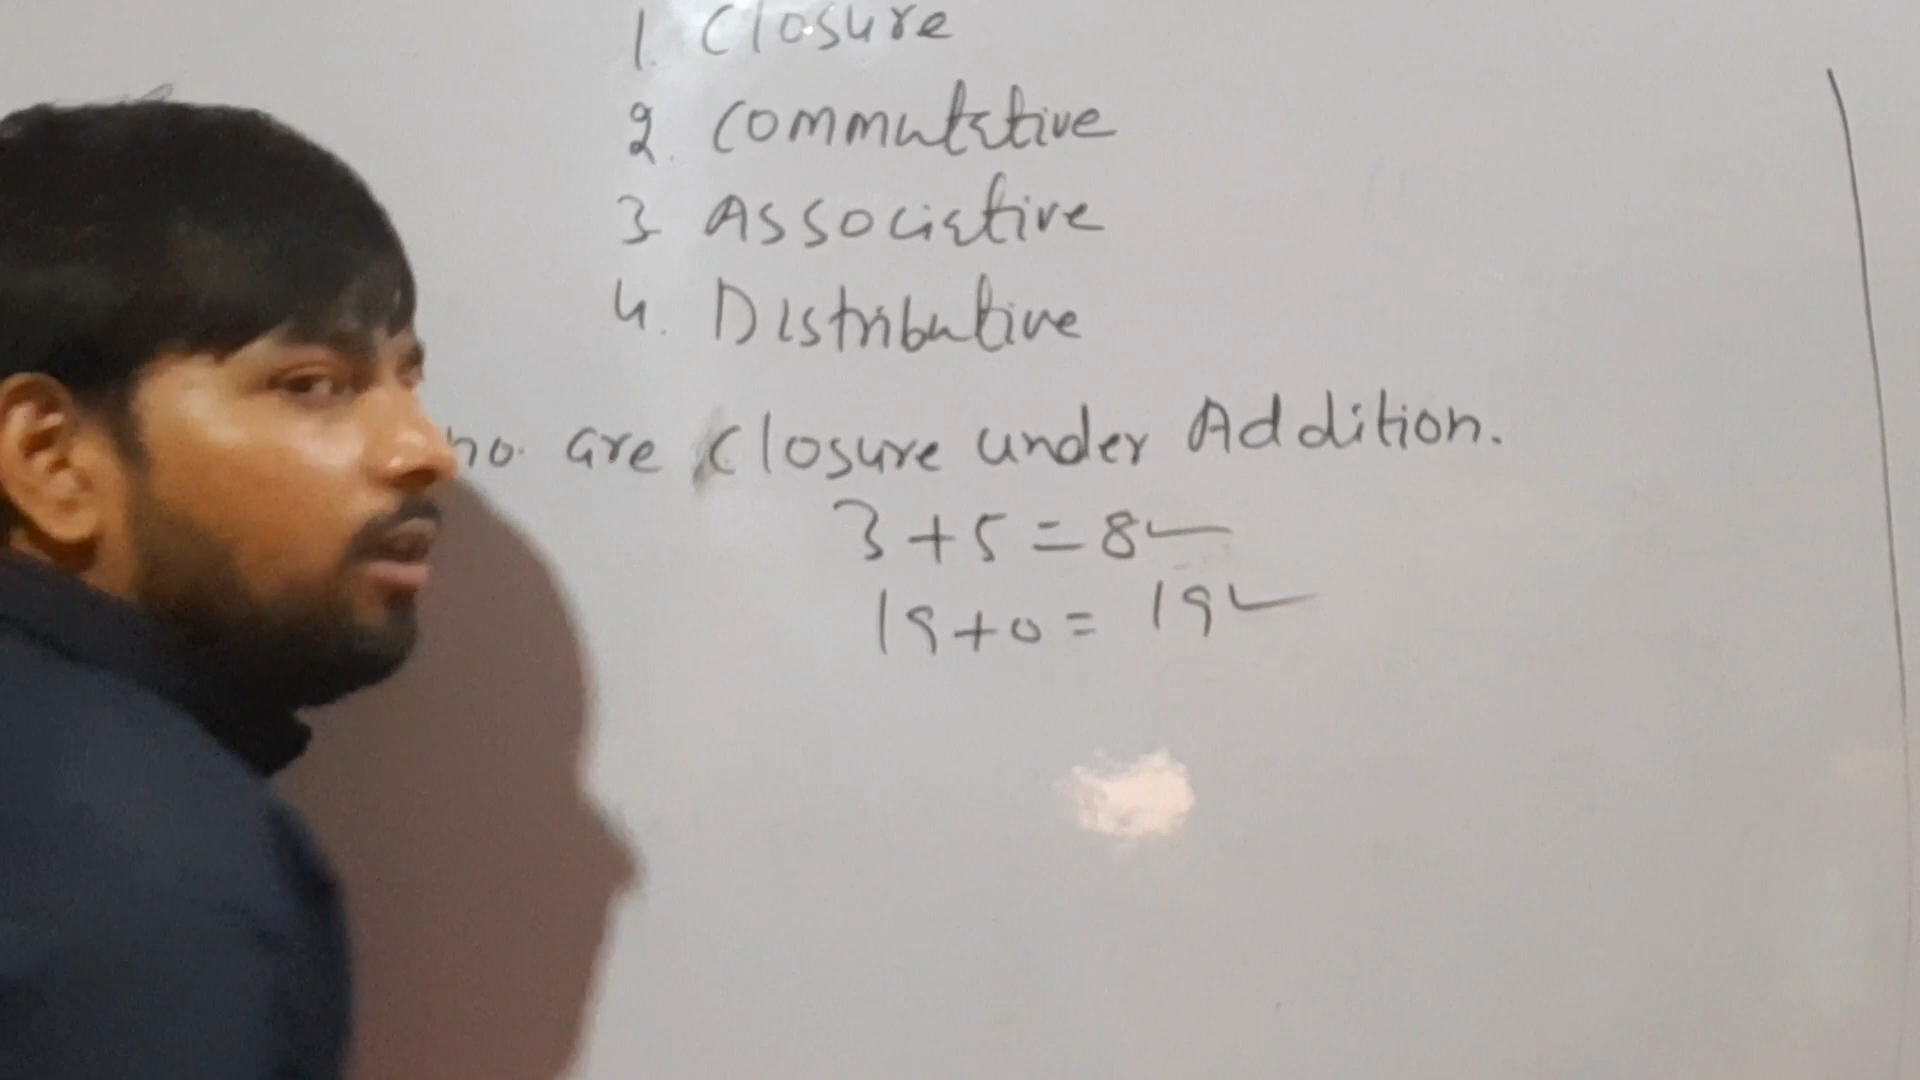 1. Closure
2. Commutative
3 Associative
4. Distributive
no. are closure under Addition.
3+5=8
19+0= 19